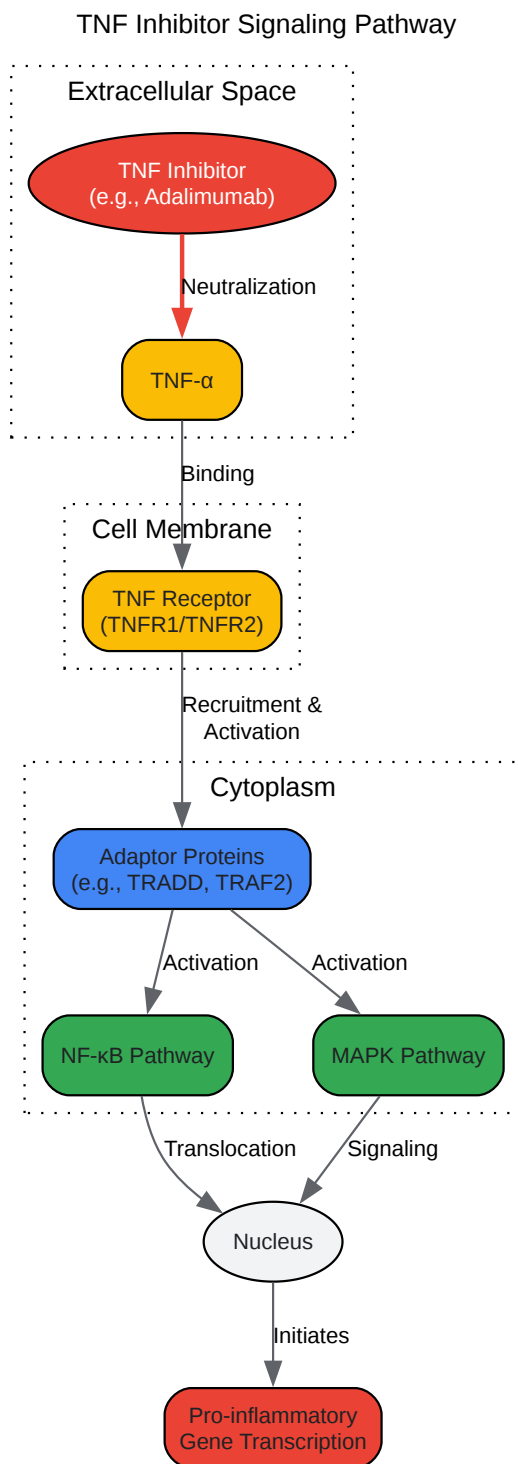 TNF Inhibitor Signaling Pathway
Extracellular Space
TNF Inhibitor
(e.g., Adalimumab)
Neutralization
TNF-α
Binding
Cell Membrane
TNF Receptor
(TNFR1/TNFR2)
Recruitment &
Activation
Cytoplasm
Adaptor Proteins
(e.g., TRADD, TRAF2)
Activation
Activation
NF-κB Pathway
MAPK Pathway
Translocation
Signaling
Nucleus
Initiates
Pro-inflammatory
Gene Transcription